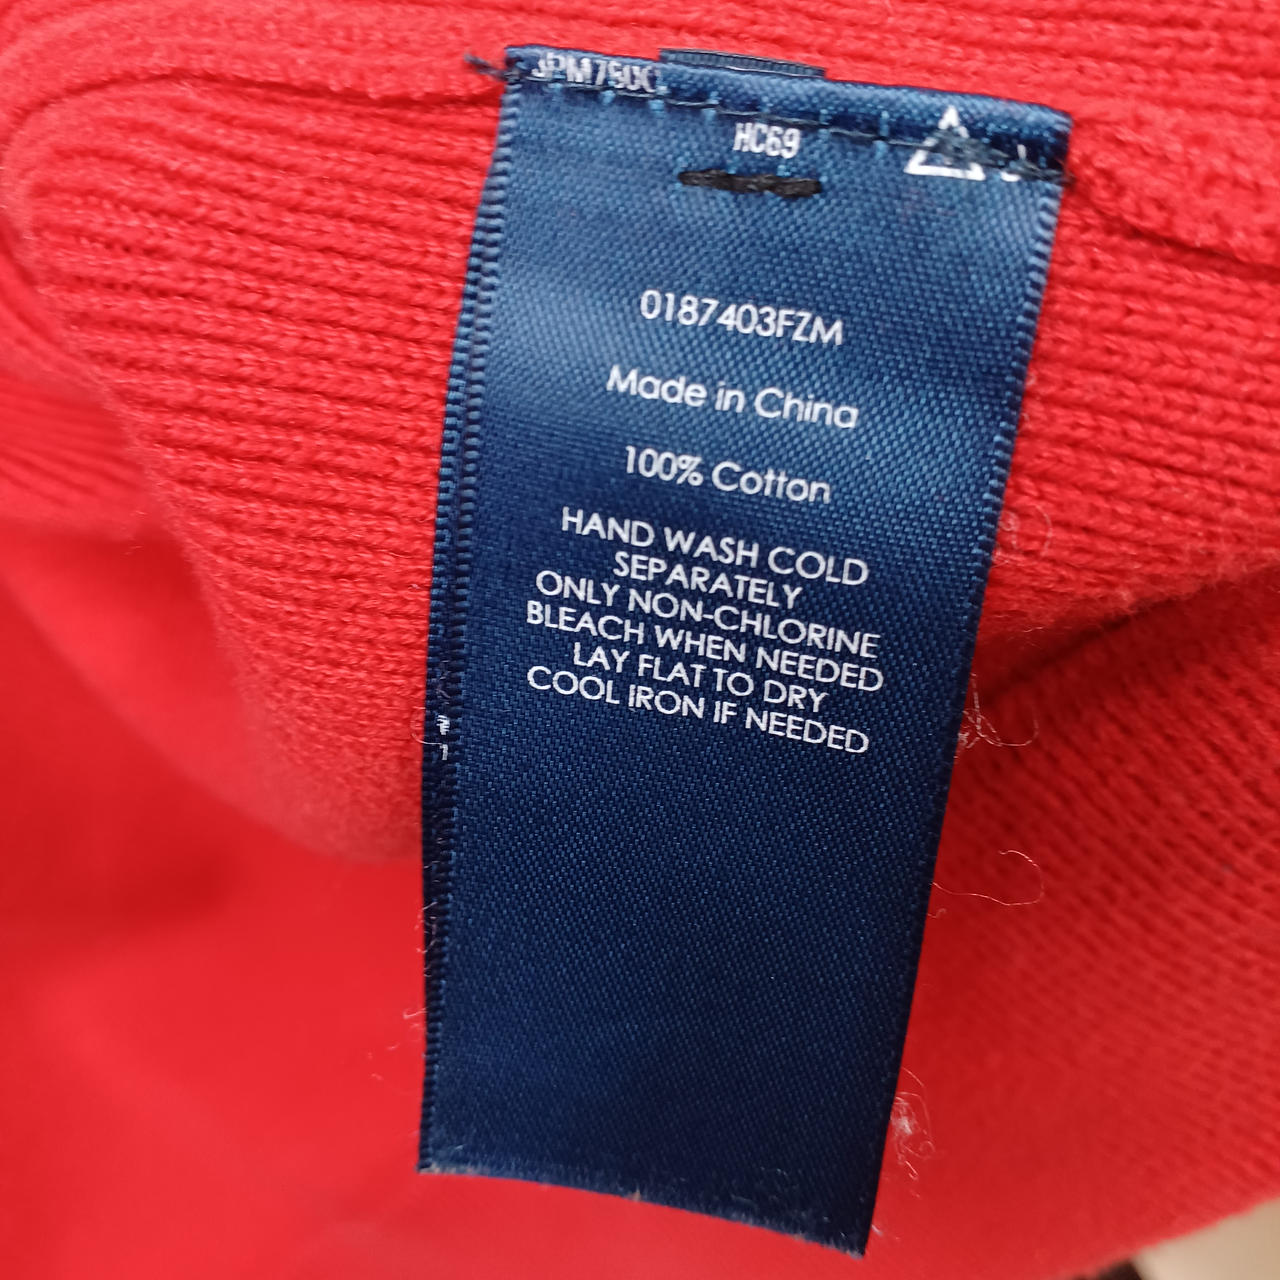 HC69
0187403FZM
Made in China
100% Cotton
HAND WASH COLD
SEPARATELY
ONLY NON-CHLORINE
BLEACH WHEN NEEDED
LAY FLAT TO DRY
COOL IRON IF NEEDED